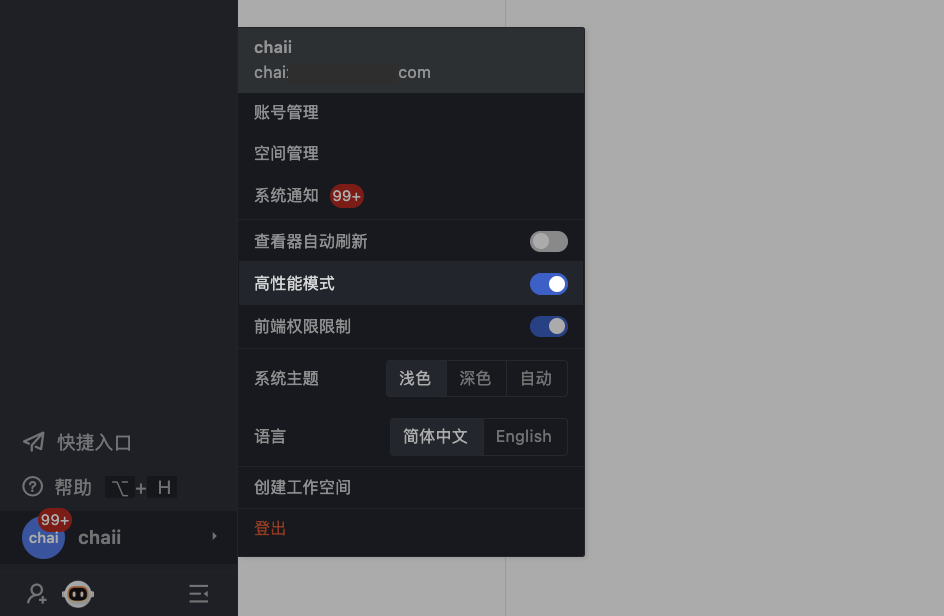 chaii
chai com
账号管理
空间管理
系统通知 99+
查看器自动刷新
高性能模式
前端权限限制
系统主题 浅色 深色 自动
语言 简体中文 English
创建工作空间
登出
快捷入口
帮助 ⌥ + H
99+
chai chaii